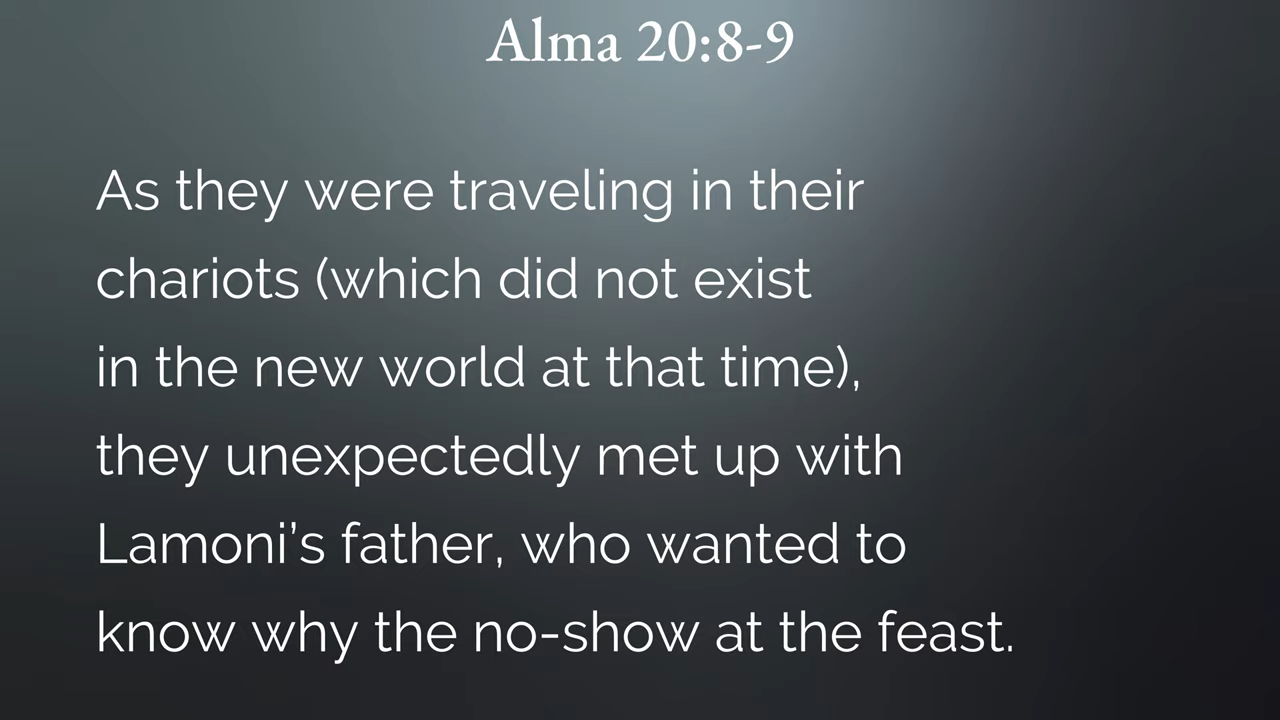 Alma 20:8-9
As they were traveling in their
chariots (which did not exist
in the new world at that time),
they unexpectedly met up with
Lamoni’s father, who wanted to
know why the no-show at the feast.